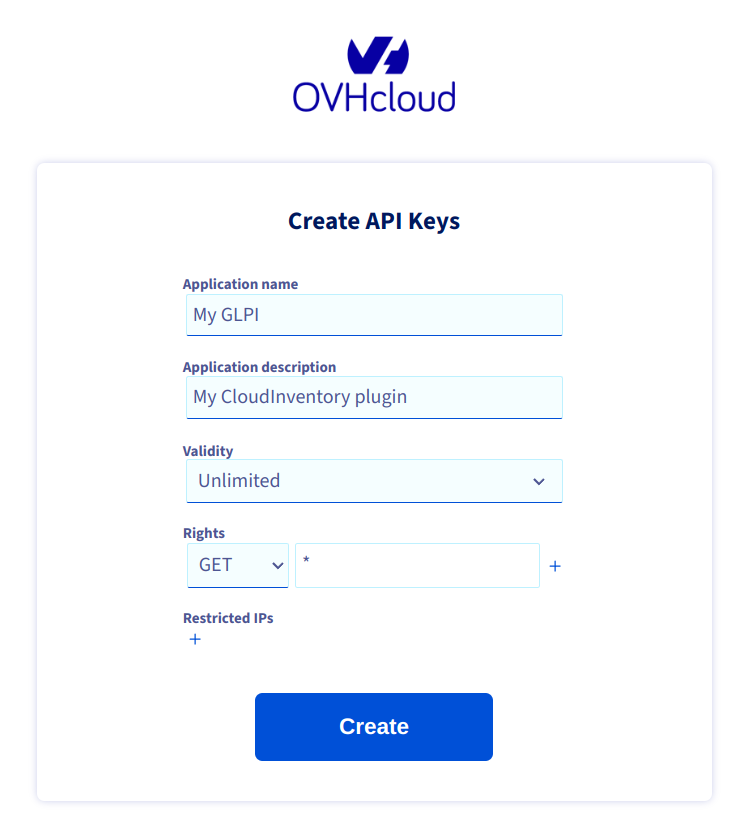 OVHcloud
Create API Keys
Application name
My GLPI
Application description
My CloudInventory plugin
Validity
Unlimited
Rights
GET * +
Restricted IPs
+
Create